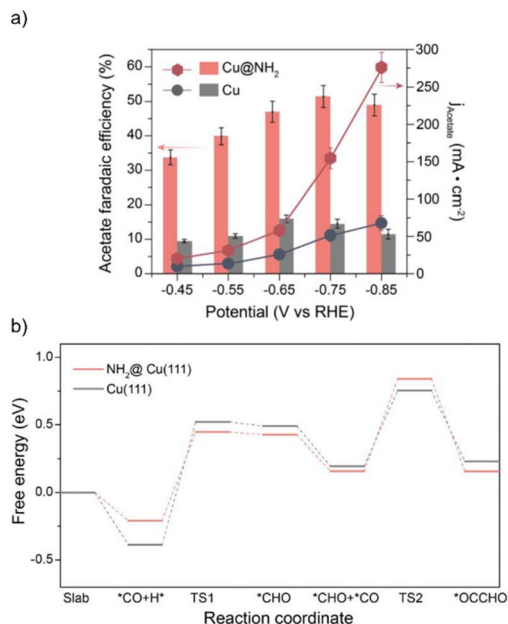 a)
Cu@NH₂
Cu
Acetate faradaic efficiency (%)
60
50
40
30
20
10
0
300
250
200
150
100
50
0
j_Acetate (mA • cm⁻²)
-0.45 -0.55 -0.65 -0.75 -0.85
Potential (V vs RHE)
b)
NH₂@ Cu(111)
Cu(111)
Free energy (eV)
1.0
0.5
0.0
-0.5
Slab *CO+H* TS1 *CHO *CHO+*CO TS2 *OCCHO
Reaction coordinate